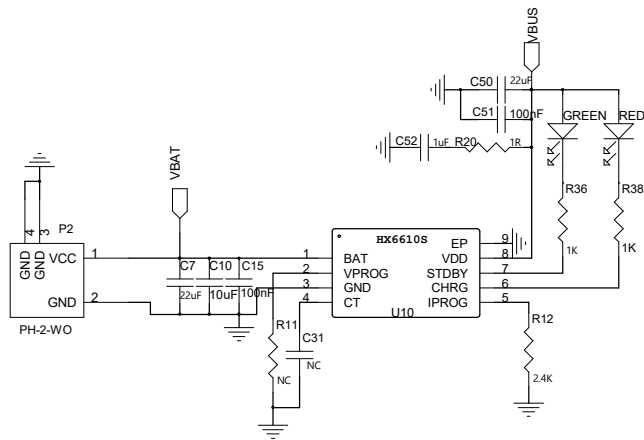 VBUS
C50
22uF
C51
100nF
GREEN
RED
C52
1uF
R20
1R
VBAT
R36
R38
1K
1K
4
3
P2
GND
GND
VCC
1
GND
2
PH-2-WO
C7
C10
C15
22uF
10uF
100nF
HX6610S
1
BAT
EP
9
2
VPROG
VDD
8
3
GND
STDBY
7
4
CT
CHRG
6
IPROG
5
U10
R11
C31
NC
NC
R12
2.4K